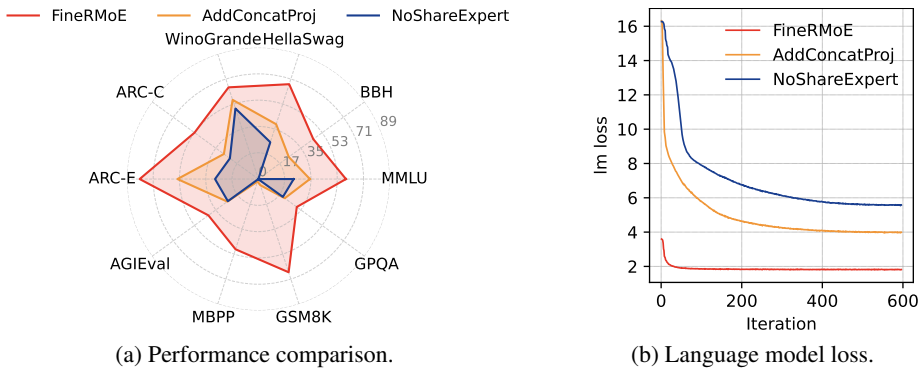 FineRMoE AddConcatProj NoShareExpert
WinoGrande HellaSwag
ARC-C BBH
89
71
53
35
17
0
ARC-E MMLU
AGIEval GPQA
MBPP GSM8K
(a) Performance comparison.
FineRMoE
AddConcatProj
NoShareExpert
lm loss
16
14
12
10
8
6
4
2
0 200 400 600
Iteration
(b) Language model loss.